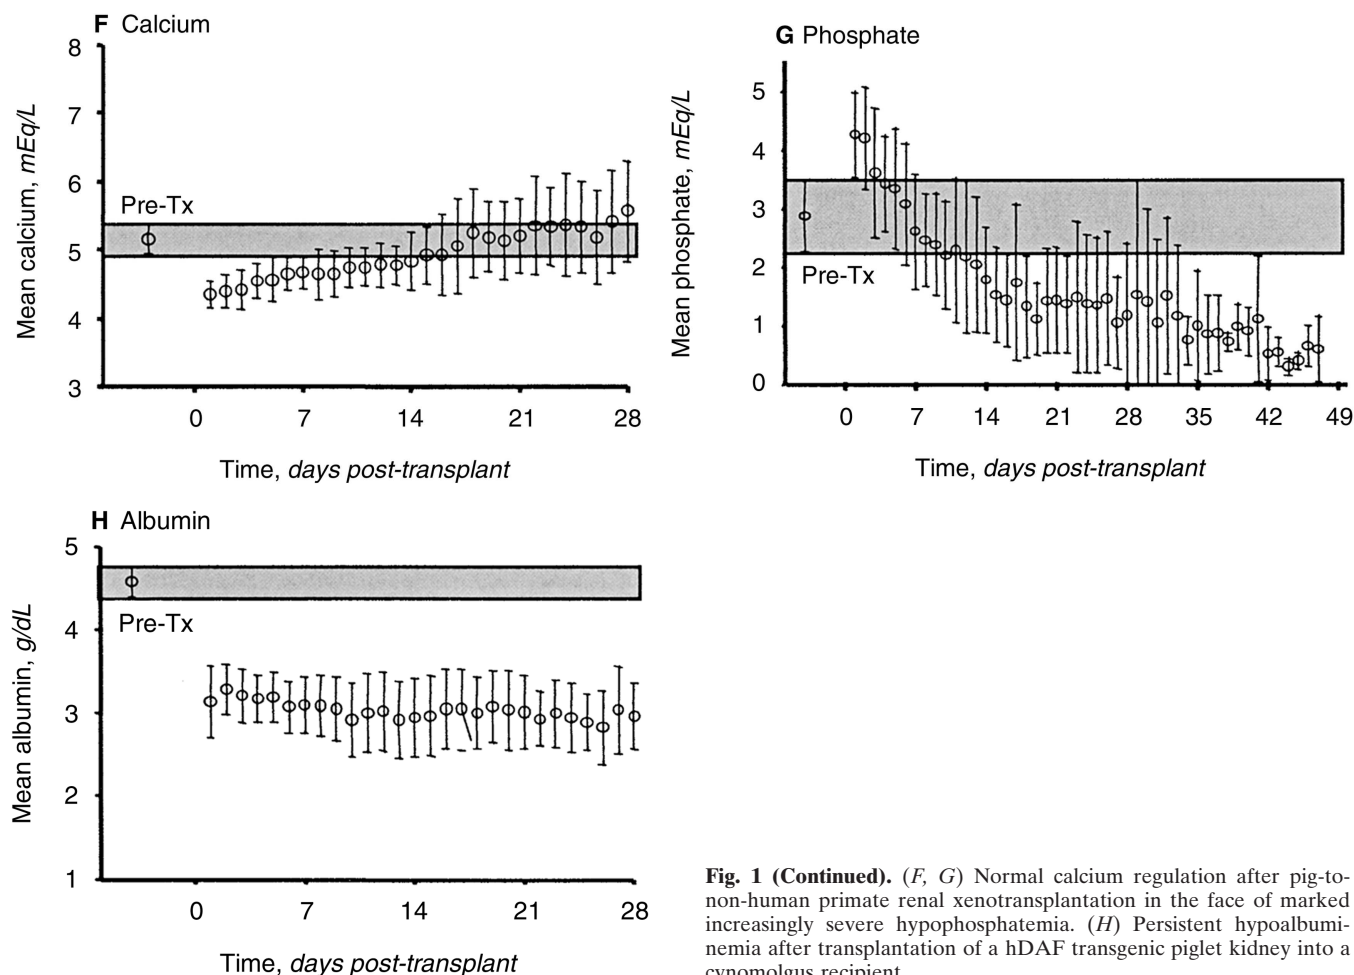 F Calcium
8
7
6
5
4
3
Mean calcium, mEq/L
Pre-Tx
0 7 14 21 28
Time, days post-transplant
G Phosphate
5
4
3
2
1
0
Mean phosphate, mEq/L
Pre-Tx
0 7 14 21 28 35 42 49
Time, days post-transplant
H Albumin
5
4
3
2
1
Mean albumin, g/dL
Pre-Tx
0 7 14 21 28
Time, days post-transplant
Fig. 1 (Continued). (F, G) Normal calcium regulation after pig-to-
non-human primate renal xenotransplantation in the face of marked
increasingly severe hypophosphatemia. (H) Persistent hypoalbumi-
nemia after transplantation of a hDAF transgenic piglet kidney into a
cynomolgus recipient.